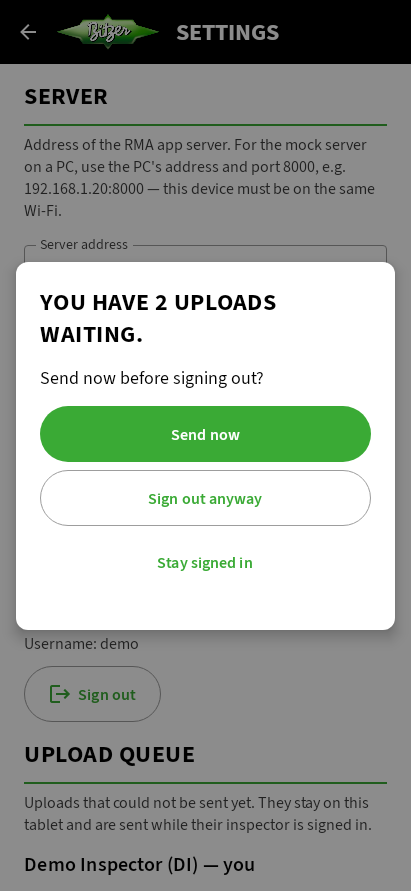 Bitzer
SETTINGS
SERVER
Address of the RMA app server. For the mock server
on a PC, use the PC's address and port 8000, e.g.
192.168.1.20:8000 — this device must be on the same
Wi-Fi.
Server address
YOU HAVE 2 UPLOADS
WAITING.
Send now before signing out?
Send now
Sign out anyway
Stay signed in
Username: demo
Sign out
UPLOAD QUEUE
Uploads that could not be sent yet. They stay on this
tablet and are sent while their inspector is signed in.
Demo Inspector (DI) — you